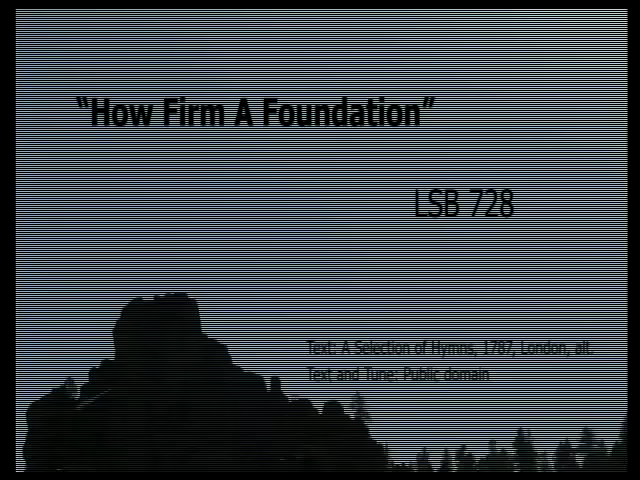 “How Firm A Foundation”
LSB 728
Text: A Selection of Hymns, 1787, London, alt.
Text and Tune: Public domain